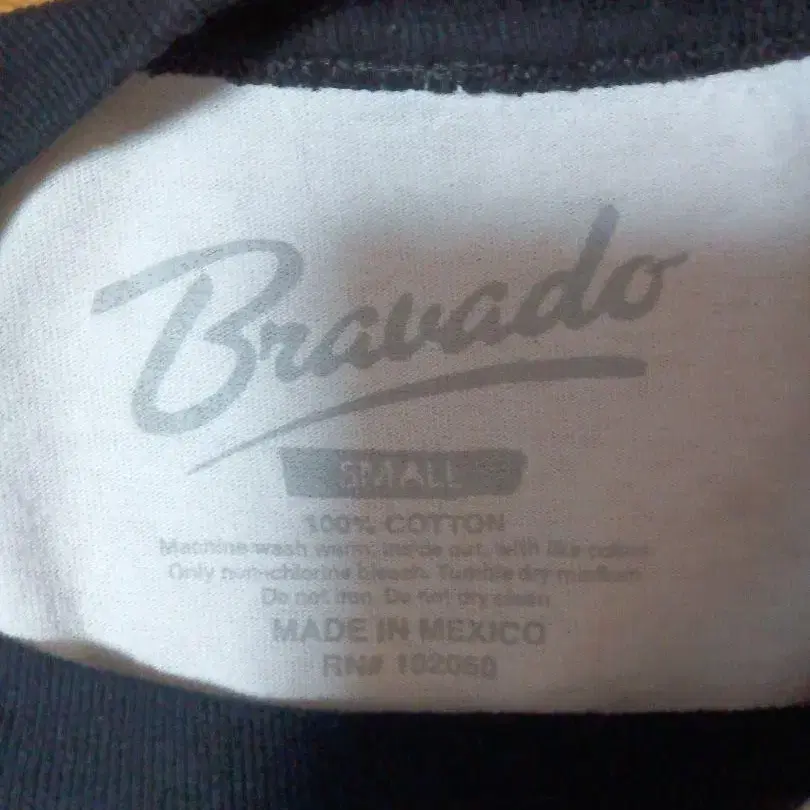 Bravado
SMALL
100% COTTON
Machine wash warm, inside out, with like colors.
Only non-chlorine bleach. Tumble dry medium.
Do not iron. Do not dry clean.
MADE IN MEXICO
RN# 102060